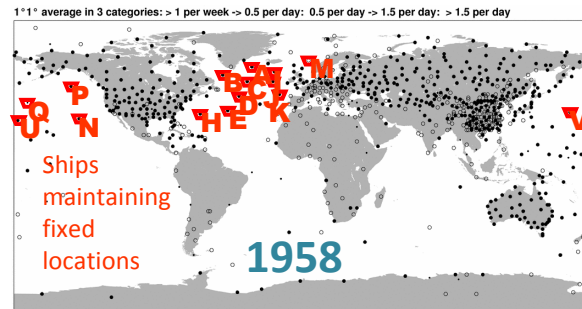 1°1° average in 3 categories: > 1 per week -> 0.5 per day: 0.5 per day -> 1.5 per day: > 1.5 per day
M
B A
P C
Q D K
U N H E V
Ships
maintaining
fixed
locations
1958